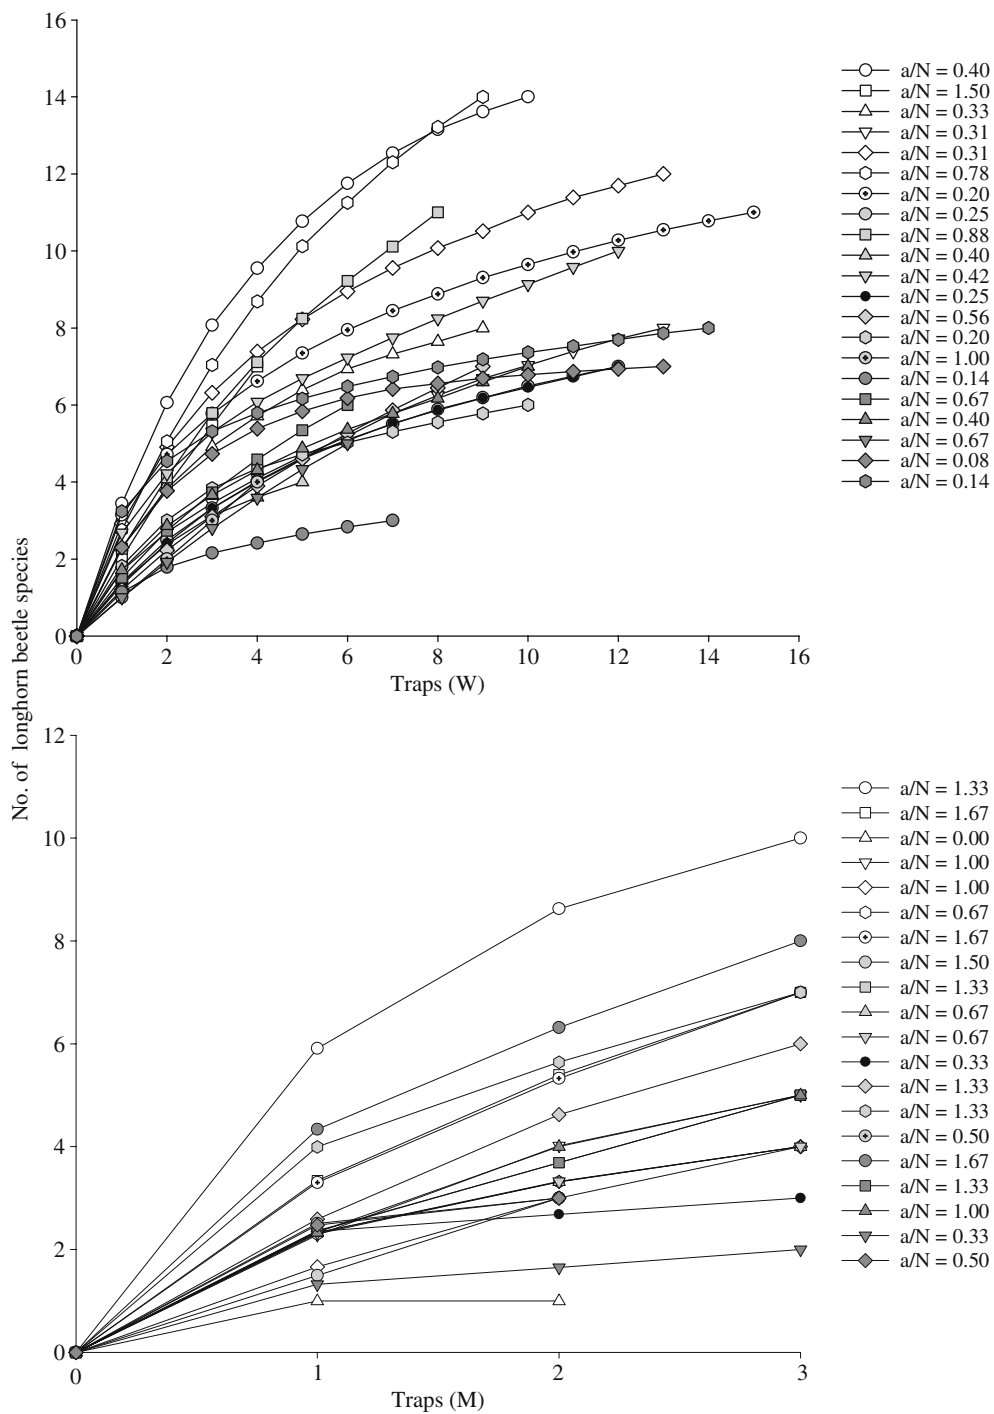 No. of longhorn beetle species
16
14
12
10
8
6
4
2
0
0 2 4 6 8 10 12 14 16
Traps (W)
a/N = 0.40
a/N = 1.50
a/N = 0.33
a/N = 0.31
a/N = 0.31
a/N = 0.78
a/N = 0.20
a/N = 0.25
a/N = 0.88
a/N = 0.40
a/N = 0.42
a/N = 0.25
a/N = 0.56
a/N = 0.20
a/N = 1.00
a/N = 0.14
a/N = 0.67
a/N = 0.40
a/N = 0.67
a/N = 0.08
a/N = 0.14
12
10
8
6
4
2
0
0 1 2 3
Traps (M)
a/N = 1.33
a/N = 1.67
a/N = 0.00
a/N = 1.00
a/N = 1.00
a/N = 0.67
a/N = 1.67
a/N = 1.50
a/N = 1.33
a/N = 0.67
a/N = 0.67
a/N = 0.33
a/N = 1.33
a/N = 1.33
a/N = 0.50
a/N = 1.67
a/N = 1.33
a/N = 1.00
a/N = 0.33
a/N = 0.50